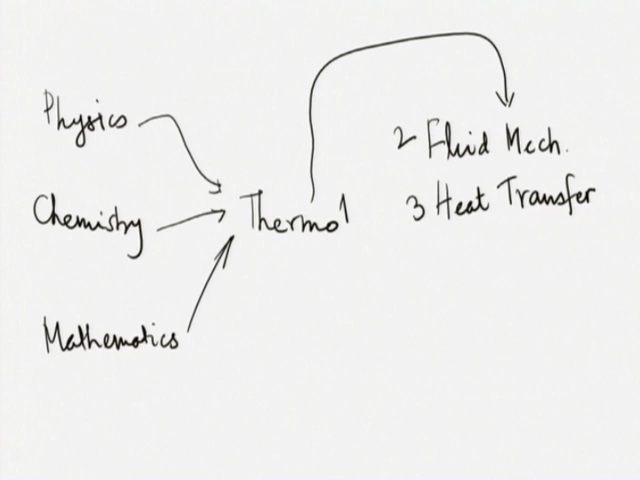 Physics
Chemistry
Mathematics
Thermo 1
2 Fluid Mech.
3 Heat Transfer